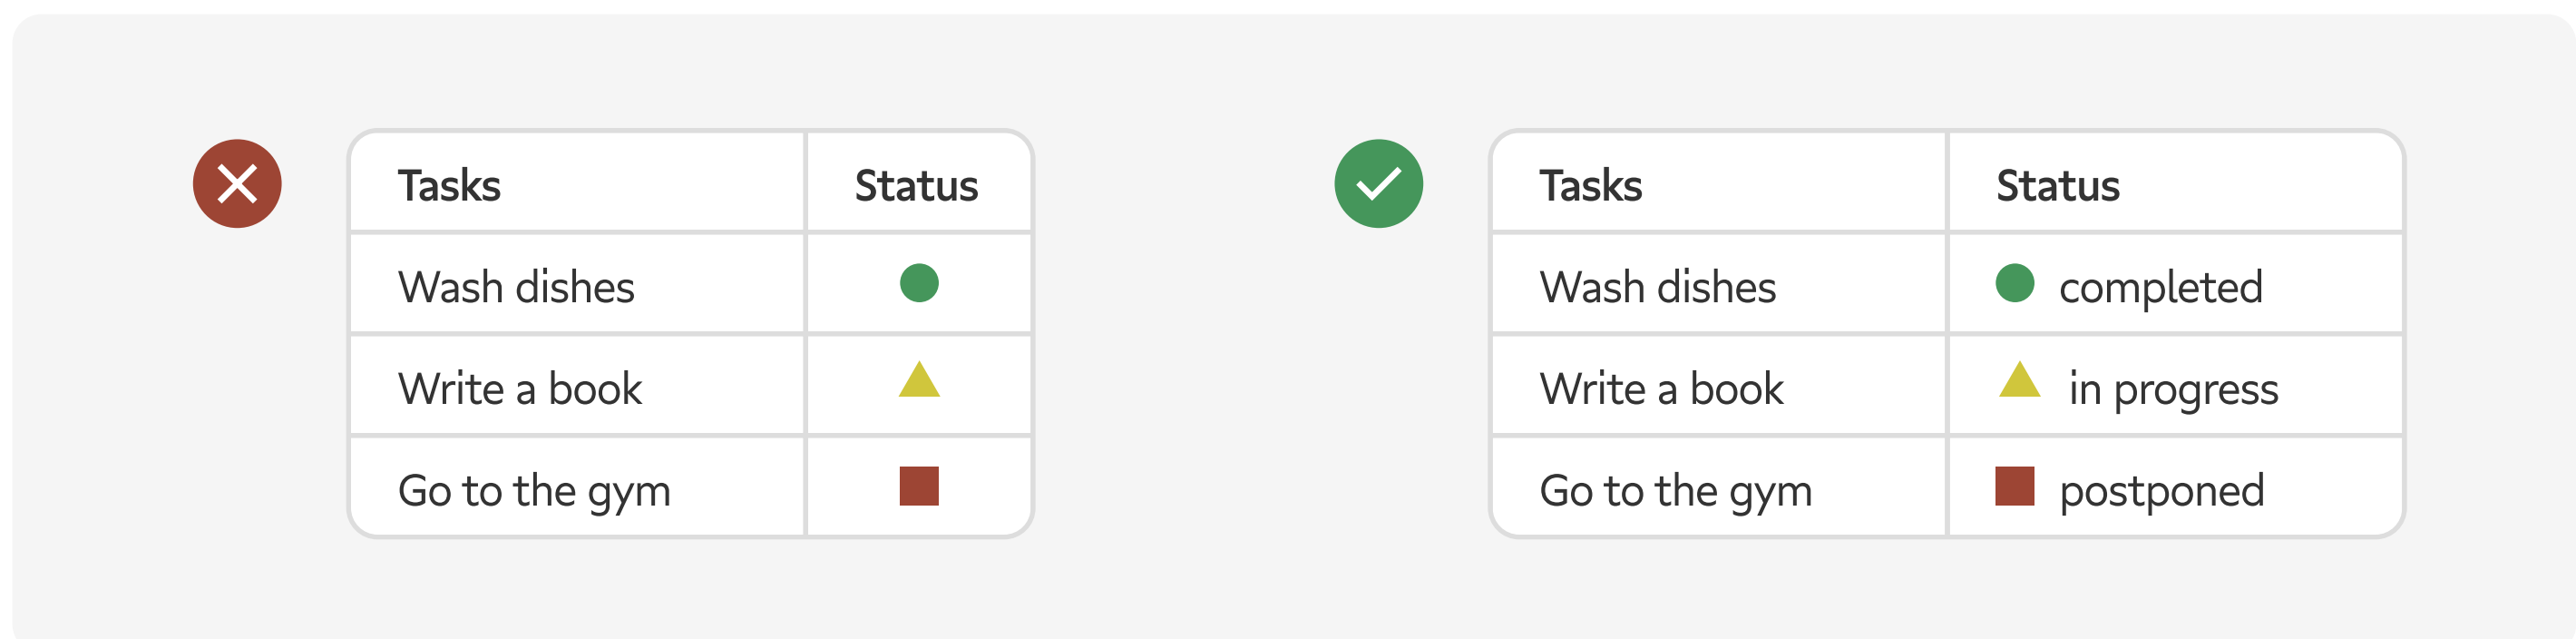 Tasks Status
Wash dishes
Write a book
Go to the gym
Tasks Status
Wash dishes completed
Write a book in progress
Go to the gym postponed